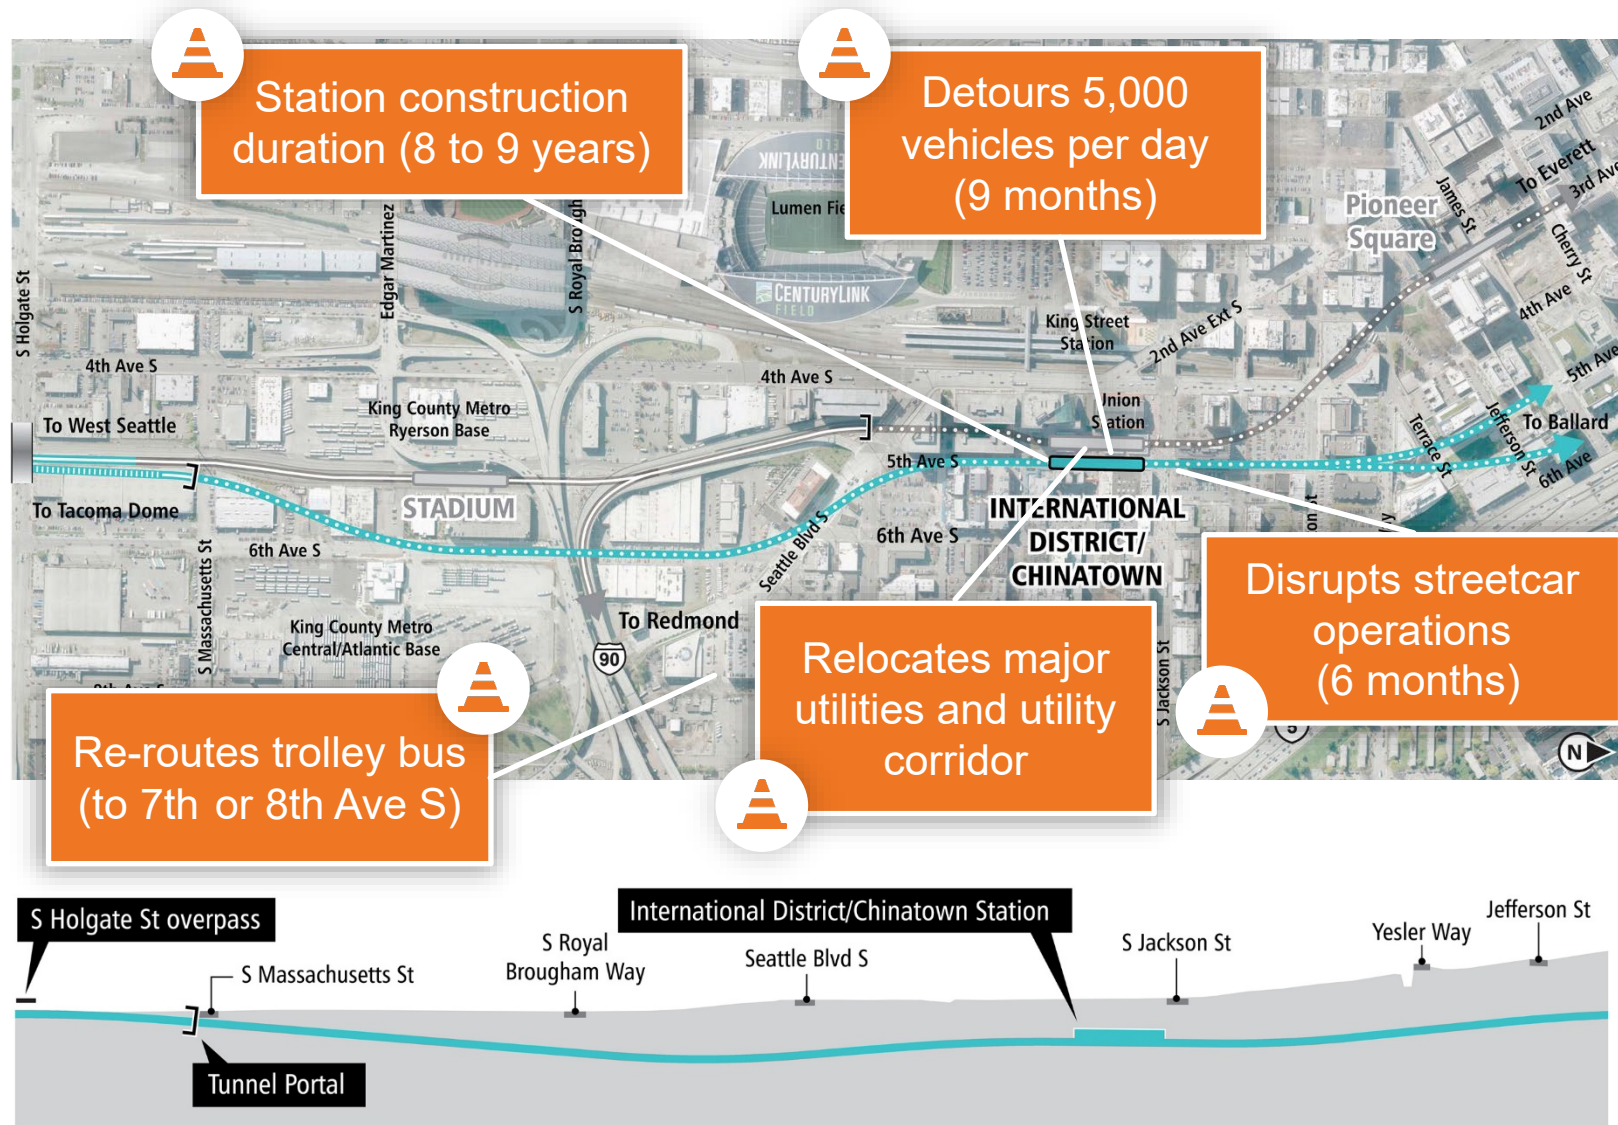 Station construction
duration (8 to 9 years)
Detours 5,000
vehicles per day
(9 months)
2nd Ave
To Everett
3rd Ave
James St
Pioneer
Square
Cherry St
4th Ave
5th Ave
CENTURYLINK
FIELD
Lumen
CENTURYLINK
FIELD
Edgar Martinez
S Royal
S Holgate St
King Street
Station
2nd Ave Ext S
4th Ave S
4th Ave S
King County Metro
Ryerson Base
Union
Station
To West Seattle
To Ballard
Terrace St
Jefferson St
6th Ave
5th Ave S
STADIUM
To Tacoma Dome
INTERNATIONAL
DISTRICT/
CHINATOWN
6th Ave S
6th Ave S
Seattle Blvd S
S Massachusetts St
King County Metro
Central/Atlantic Base
To Redmond
90
S Jackson St
Disrupts streetcar
operations
(6 months)
Relocates major
utilities and utility
corridor
Re-routes trolley bus
(to 7th or 8th Ave S)
5
N
S Holgate St overpass
International District/Chinatown Station
Jefferson St
Yesler Way
S Jackson St
S Royal
Brougham Way
Seattle Blvd S
S Massachusetts St
Tunnel Portal